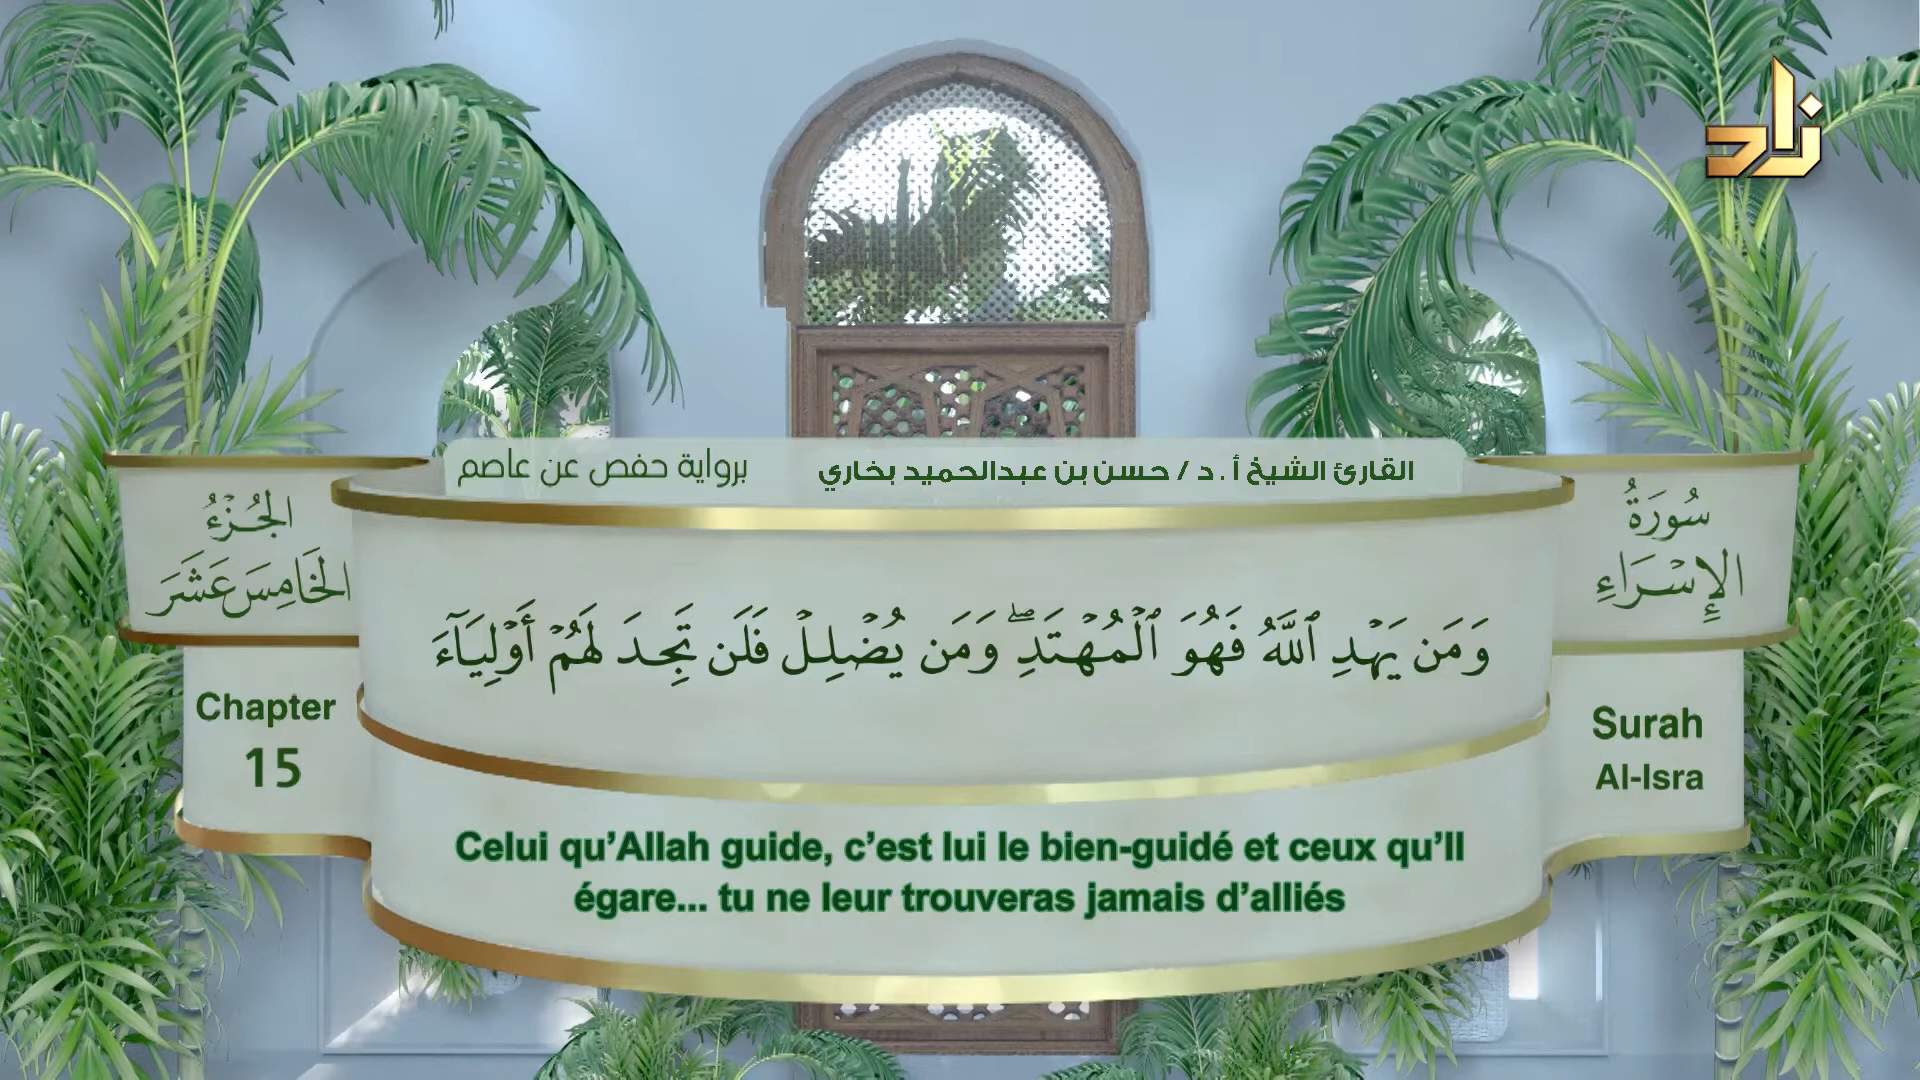 زاد
القارئ الشيخ أ . د / حسن بن عبدالحميد بخاري
برواية حفص عن عاصم
سُورَةُ
الإِسْرَاءِ
الجُزْءُ
الخَامِسَ عَشَرَ
وَمَن يَهْدِ ٱللَّهُ فَهُوَ ٱلْمُهْتَدِۖ وَمَن يُضْلِلْ فَلَن تَجِدَ لَهُمْ أَوْلِيَآءَ
Chapter
15
Surah
Al-Isra
Celui qu’Allah guide, c’est lui le bien-guidé et ceux qu’Il
égare... tu ne leur trouveras jamais d’alliés